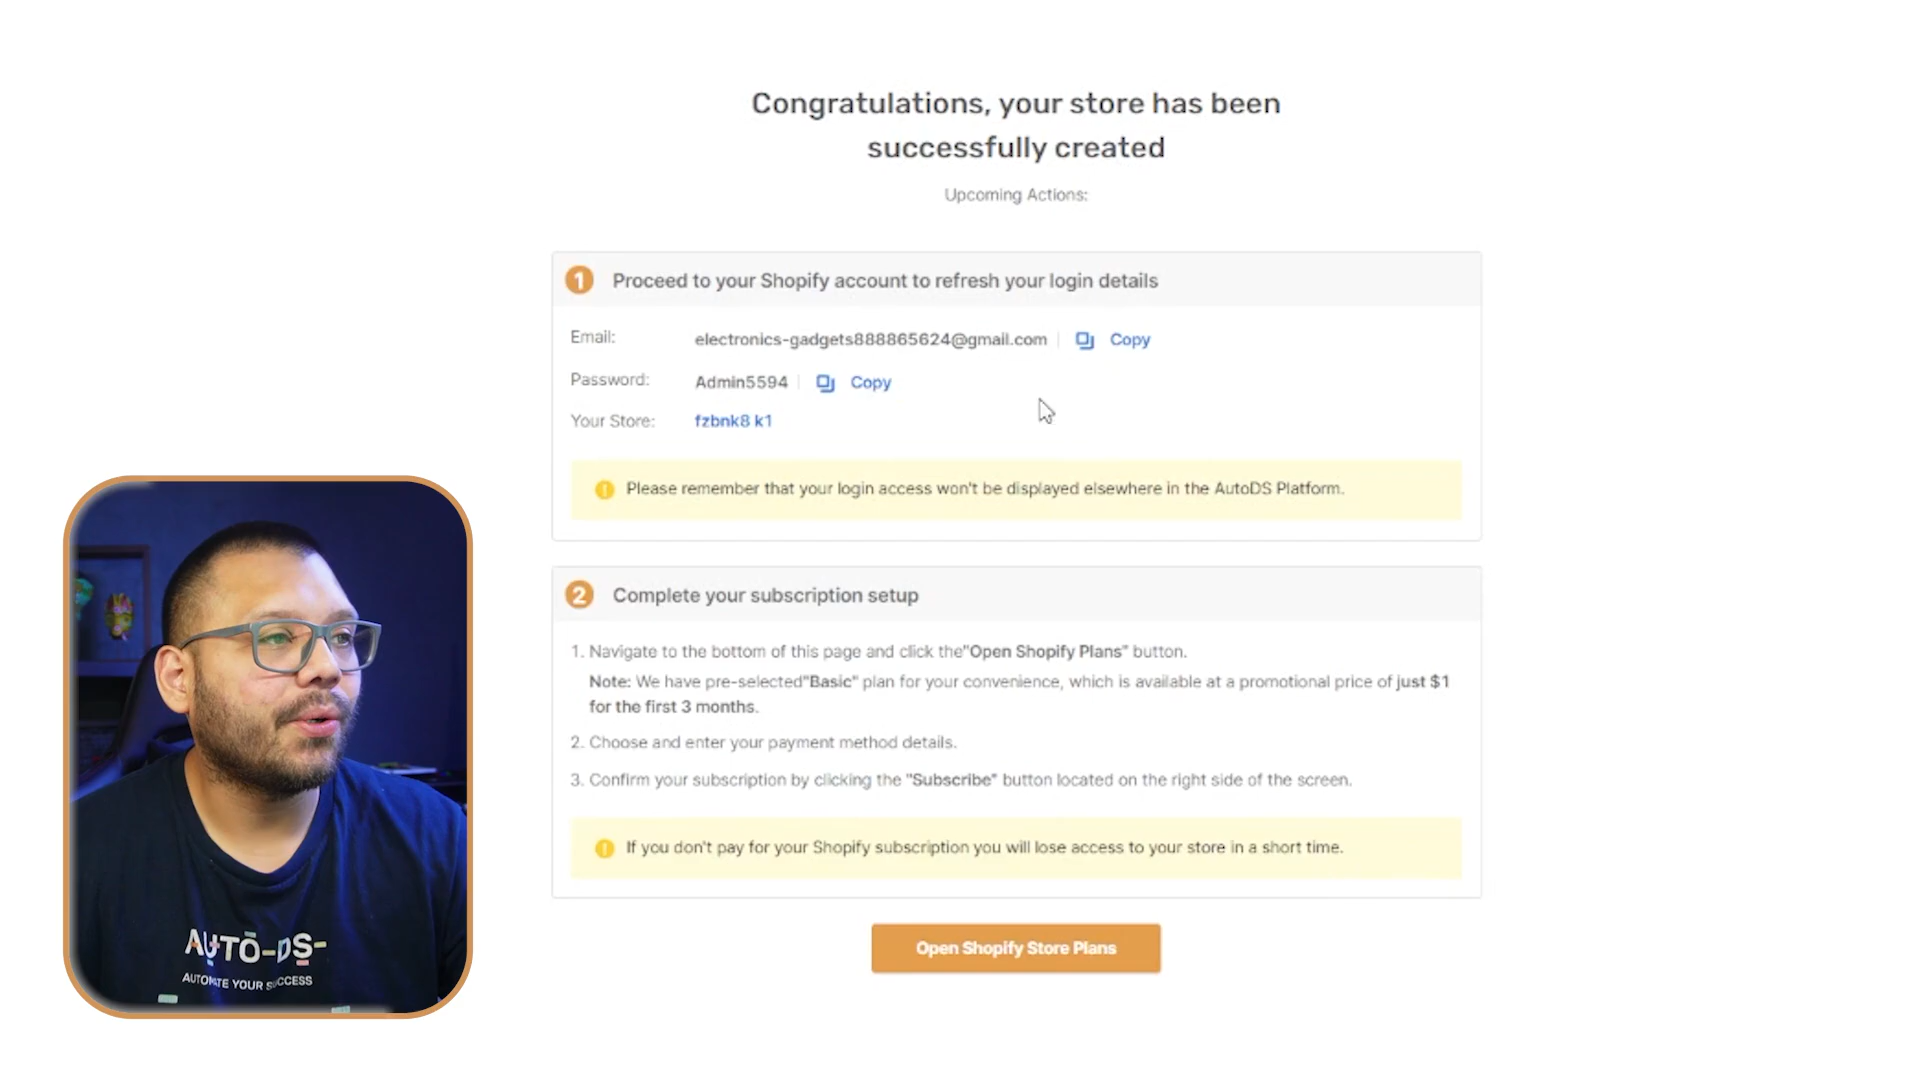 Congratulations, your store has been
successfully created
Upcoming Actions:
1 Proceed to your Shopify account to refresh your login details
Email: electronics-gadgets888865624@gmail.com Copy
Password: Admin5594 Copy
Your Store: fzbnk8 k1
! Please remember that your login access won't be displayed elsewhere in the AutoDS Platform.
2 Complete your subscription setup
1. Navigate to the bottom of this page and click the"Open Shopify Plans" button.
Note: We have pre-selected"Basic" plan for your convenience, which is available at a promotional price of just $1
for the first 3 months.
2. Choose and enter your payment method details.
3. Confirm your subscription by clicking the "Subscribe" button located on the right side of the screen.
! If you don't pay for your Shopify subscription you will lose access to your store in a short time.
Open Shopify Store Plans
AUTO-DS-
AUTOMATE YOUR SUCCESS